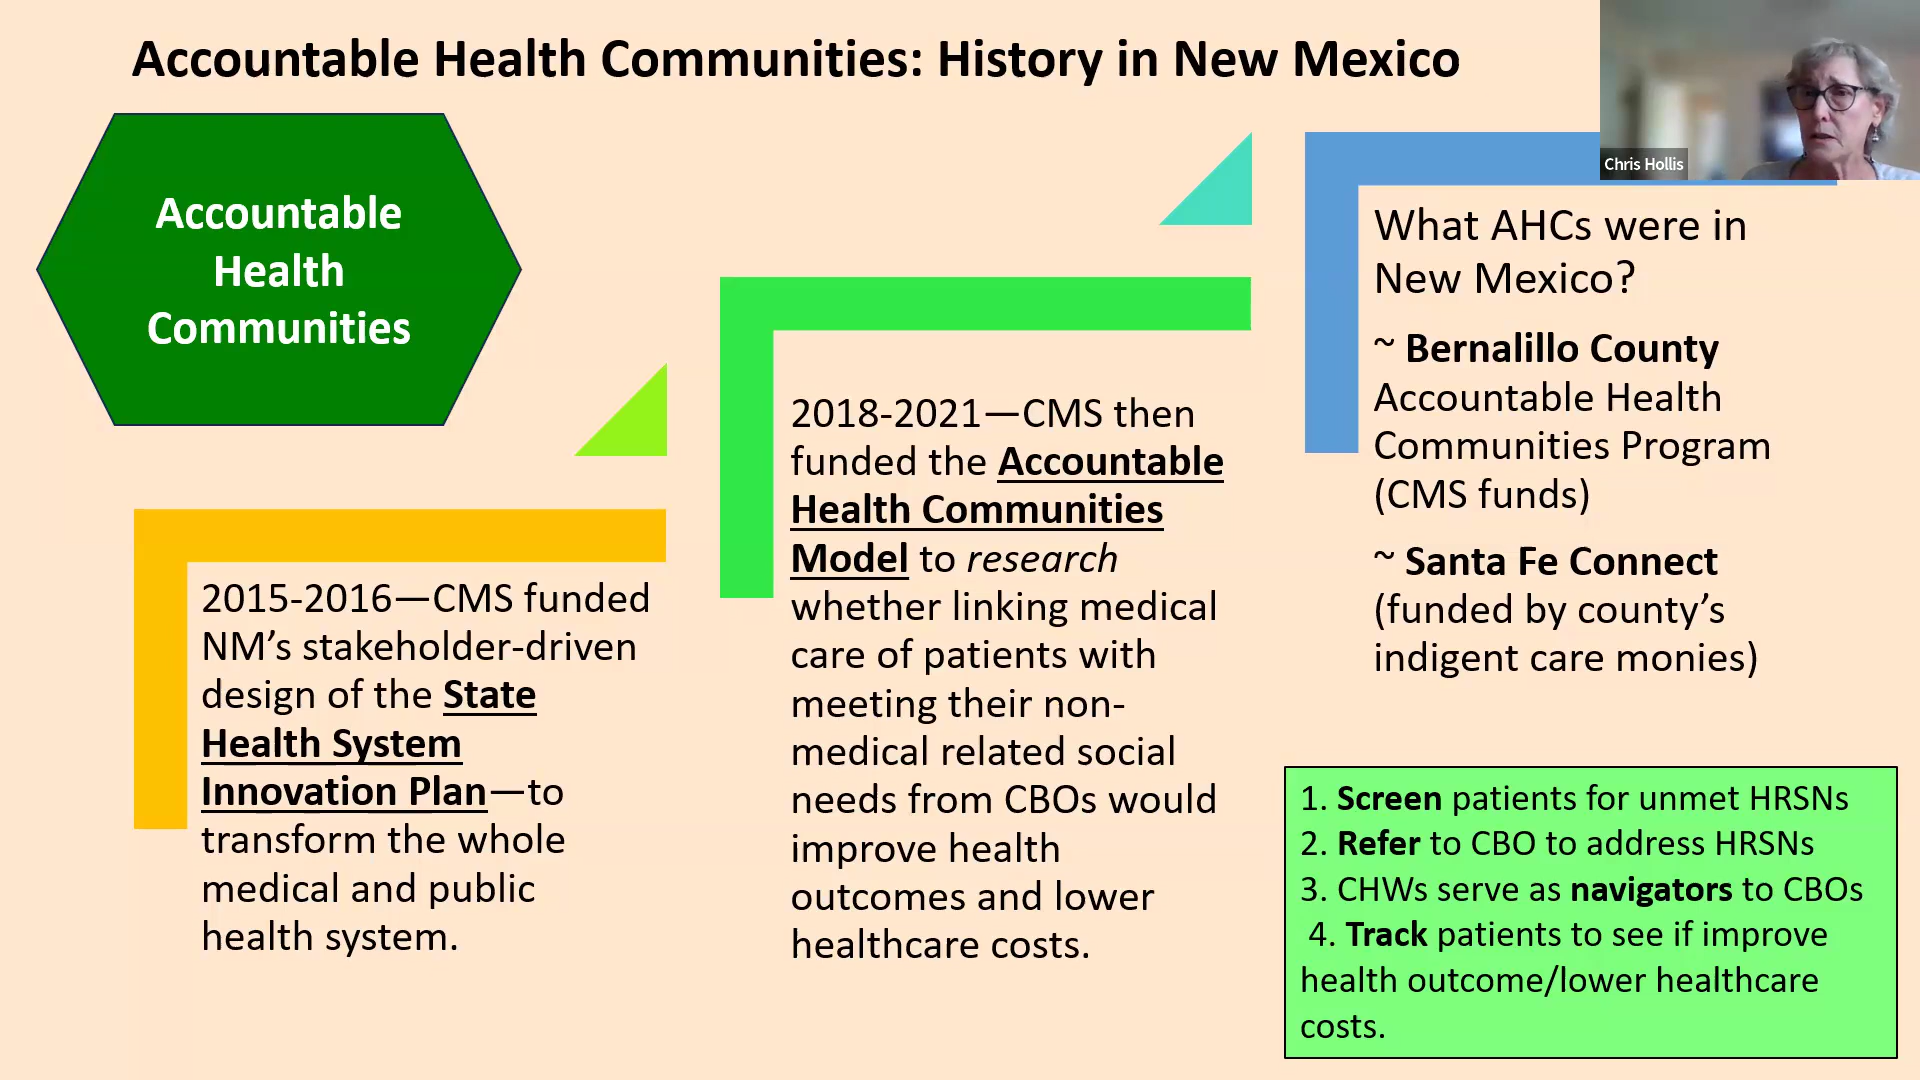 Accountable Health Communities: History in New Mexico
Chris Hollis
Accountable
Health
Communities
2015-2016—CMS funded
NM’s stakeholder-driven
design of the State
Health System
Innovation Plan—to
transform the whole
medical and public
health system.
2018-2021—CMS then
funded the Accountable
Health Communities
Model to research
whether linking medical
care of patients with
meeting their non-
medical related social
needs from CBOs would
improve health
outcomes and lower
healthcare costs.
What AHCs were in
New Mexico?
~ Bernalillo County
Accountable Health
Communities Program
(CMS funds)
~ Santa Fe Connect
(funded by county’s
indigent care monies)
1. Screen patients for unmet HRSNs
2. Refer to CBO to address HRSNs
3. CHWs serve as navigators to CBOs
4. Track patients to see if improve
health outcome/lower healthcare
costs.